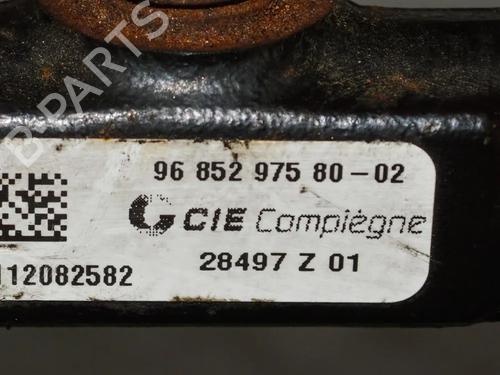 96 852 975 80-02
CIE Compiègne
28497 Z 01
112082582
B-PARTS